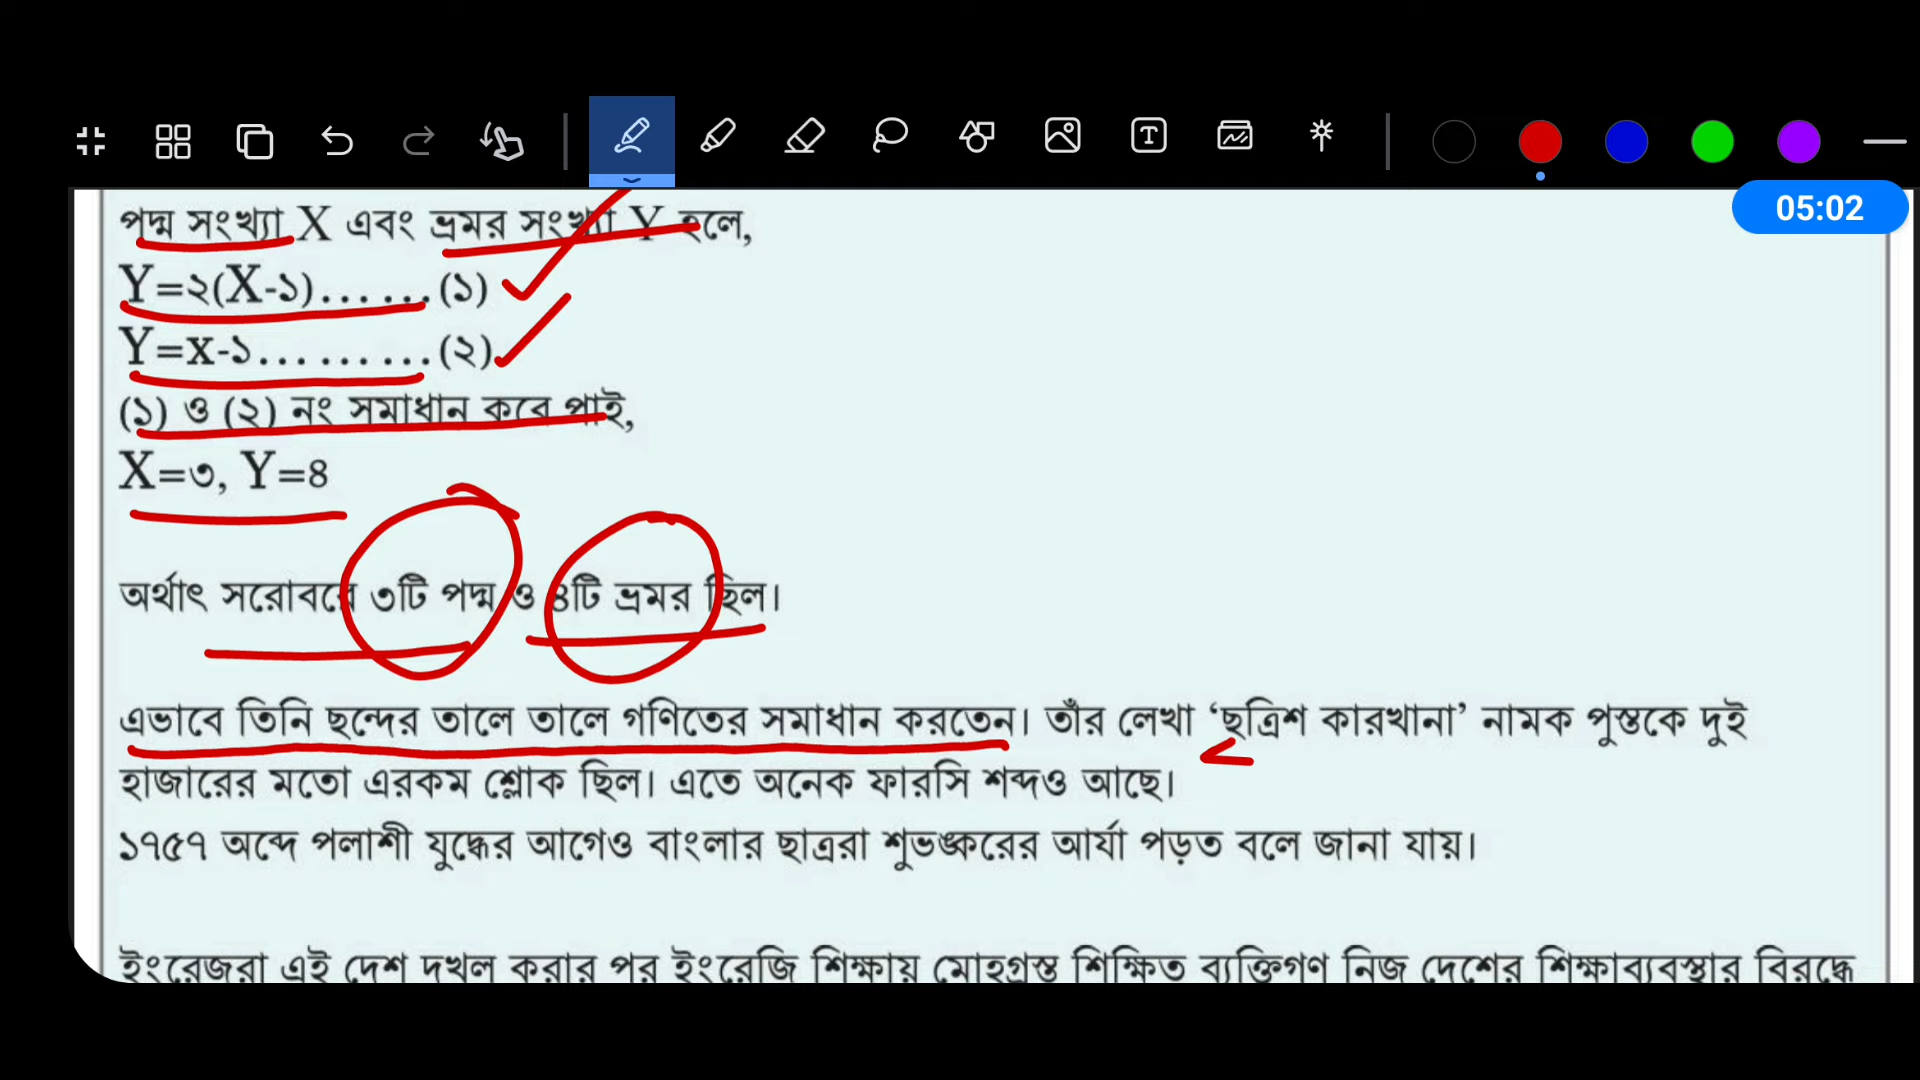 05:02
পদ্ম সংখ্যা X এবং ভ্রমর সংখ্যা Y হলে,
Y=২(X-১)......(১)
Y=x-১.........(২)
(১) ও (২) নং সমাধান করে পাই,
X=৩, Y=8
অর্থাৎ সরোবরে ৩টি পদ্ম ও ৪টি ভ্রমর ছিল।
এভাবে তিনি ছন্দের তালে তালে গণিতের সমাধান করতেন। তাঁর লেখা ‘ছত্রিশ কারখানা’ নামক পুস্তকে দুই
হাজারের মতো এরকম শ্লোক ছিল। এতে অনেক ফারসি শব্দও আছে।
১৭৫৭ অব্দে পলাশী যুদ্ধের আগেও বাংলার ছাত্ররা শুভঙ্করের আর্যা পড়ত বলে জানা যায়।
ইংরেজরা এই দেশ দখল করার পর ইংরেজি শিক্ষায় মোহগ্রস্ত শিক্ষিত ব্যক্তিগণ নিজ দেশের শিক্ষাব্যবস্থার বিরদ্ধে